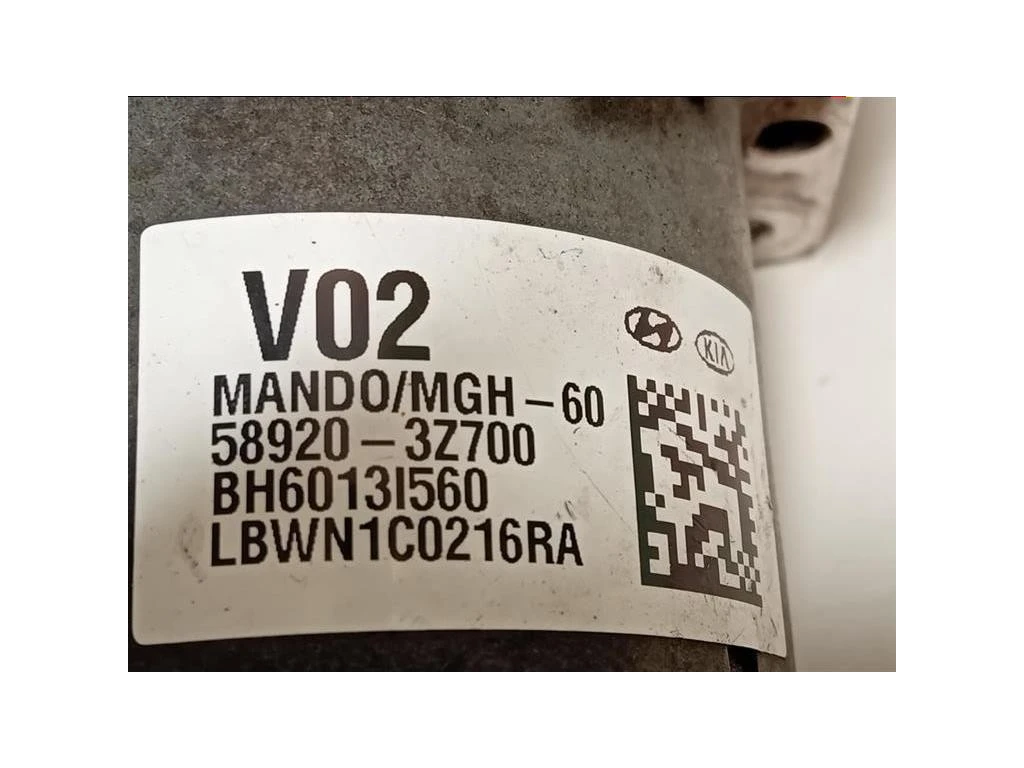 V02
KIA
MANDO/MGH-60
58920-3Z700
BH6013I560
LBWN1C0216RA